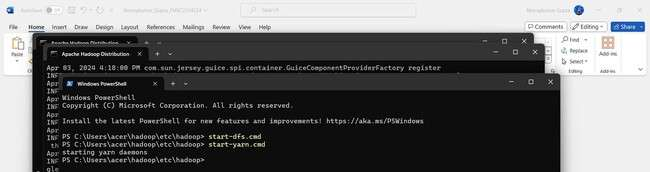 File Home Insert Draw Design Layout References Mailings Review View Help
Comments Editing Share
Paste
Find
Replace
Select
Add-ins
Editing
Add-ins
Apache Hadoop Distribution
Apache Hadoop Distribution
Apr 03, 2024 4:18:00 PM com.sun.jersey.guice.spi.container.GuiceComponentProviderFactory register
Windows PowerShell
Windows PowerShell
Copyright (C) Microsoft Corporation. All rights reserved.
Install the latest PowerShell for new features and improvements! https://aka.ms/PSWindows
PS C:\Users\acer\hadoop\etc\hadoop> start-dfs.cmd
PS C:\Users\acer\hadoop\etc\hadoop> start-yarn.cmd
starting yarn daemons
PS C:\Users\acer\hadoop\etc\hadoop>